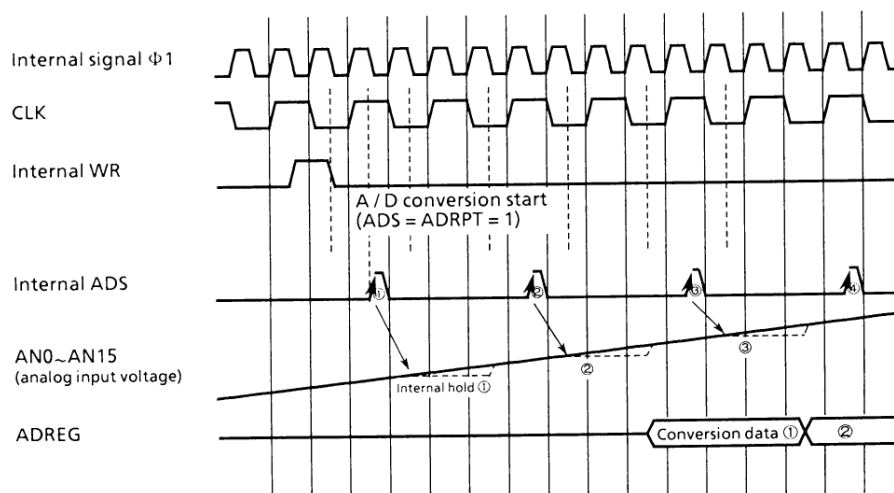 Internal signal Φ1
CLK
Internal WR
A / D conversion start
(ADS = ADRPT = 1)
Internal ADS
① ② ③ ④
AN0~AN15
(analog input voltage)
Internal hold ①
②
③
ADREG
Conversion data ① ②